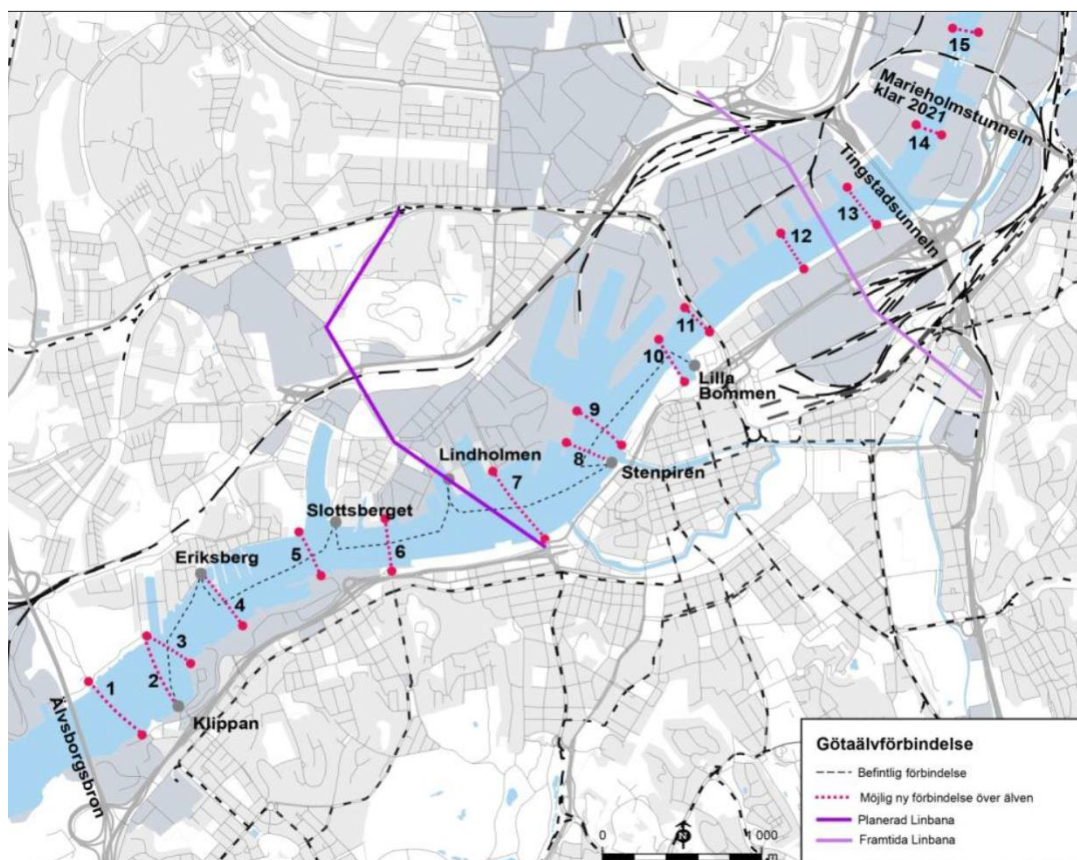 15
Marieholmstunneln
klar 2021
14
Tingstadsunneln
13
12
11
10
Lilla
Bommen
9
8
Stenpiren
Lindholmen
7
Slottsberget
6
5
Eriksberg
4
3
2
1
Klippan
Älvsborgsbron
Götaälvförbindelse
Befintlig förbindelse
Möjlig ny förbindelse över älven
Planerad Linbana
Framtida Linbana
0
N
1 000
m